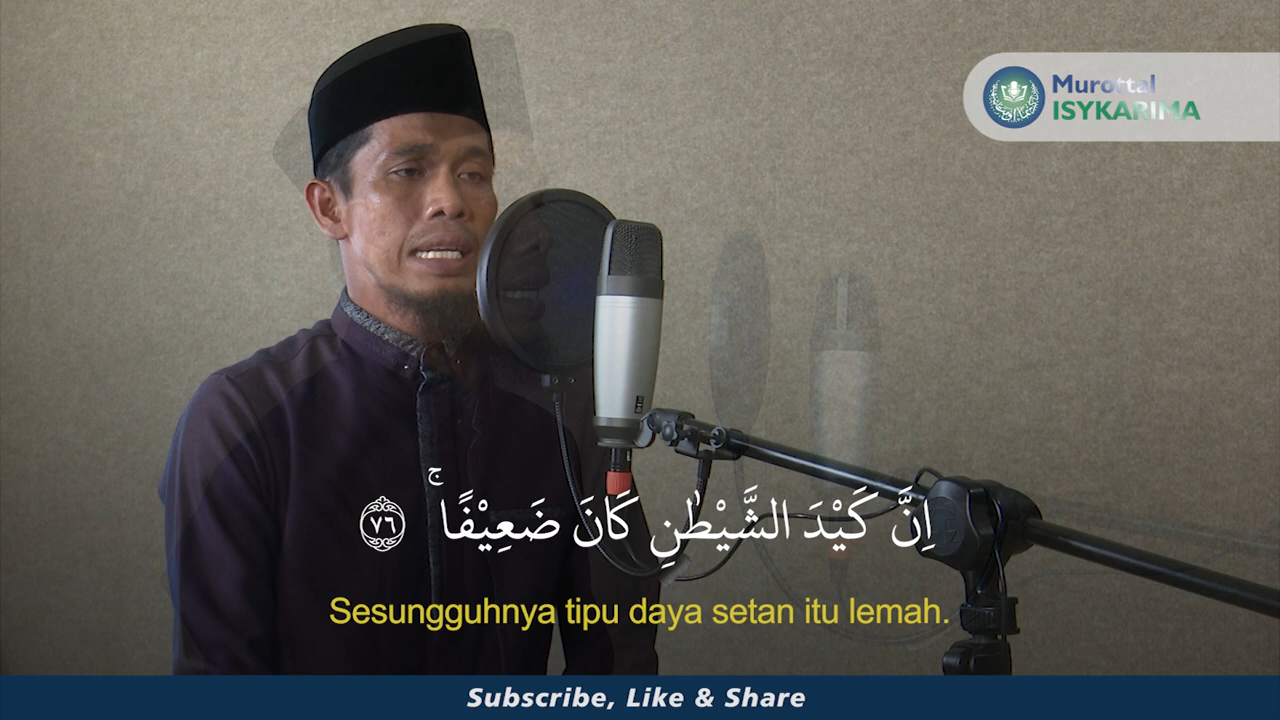 Murottal
ISYKARIMA
اِنَّ كَيْدَ الشَّيْطٰنِ كَانَ ضَعِيْفًا ۚ ٧٦
Sesungguhnya tipu daya setan itu lemah.
Subscribe, Like & Share